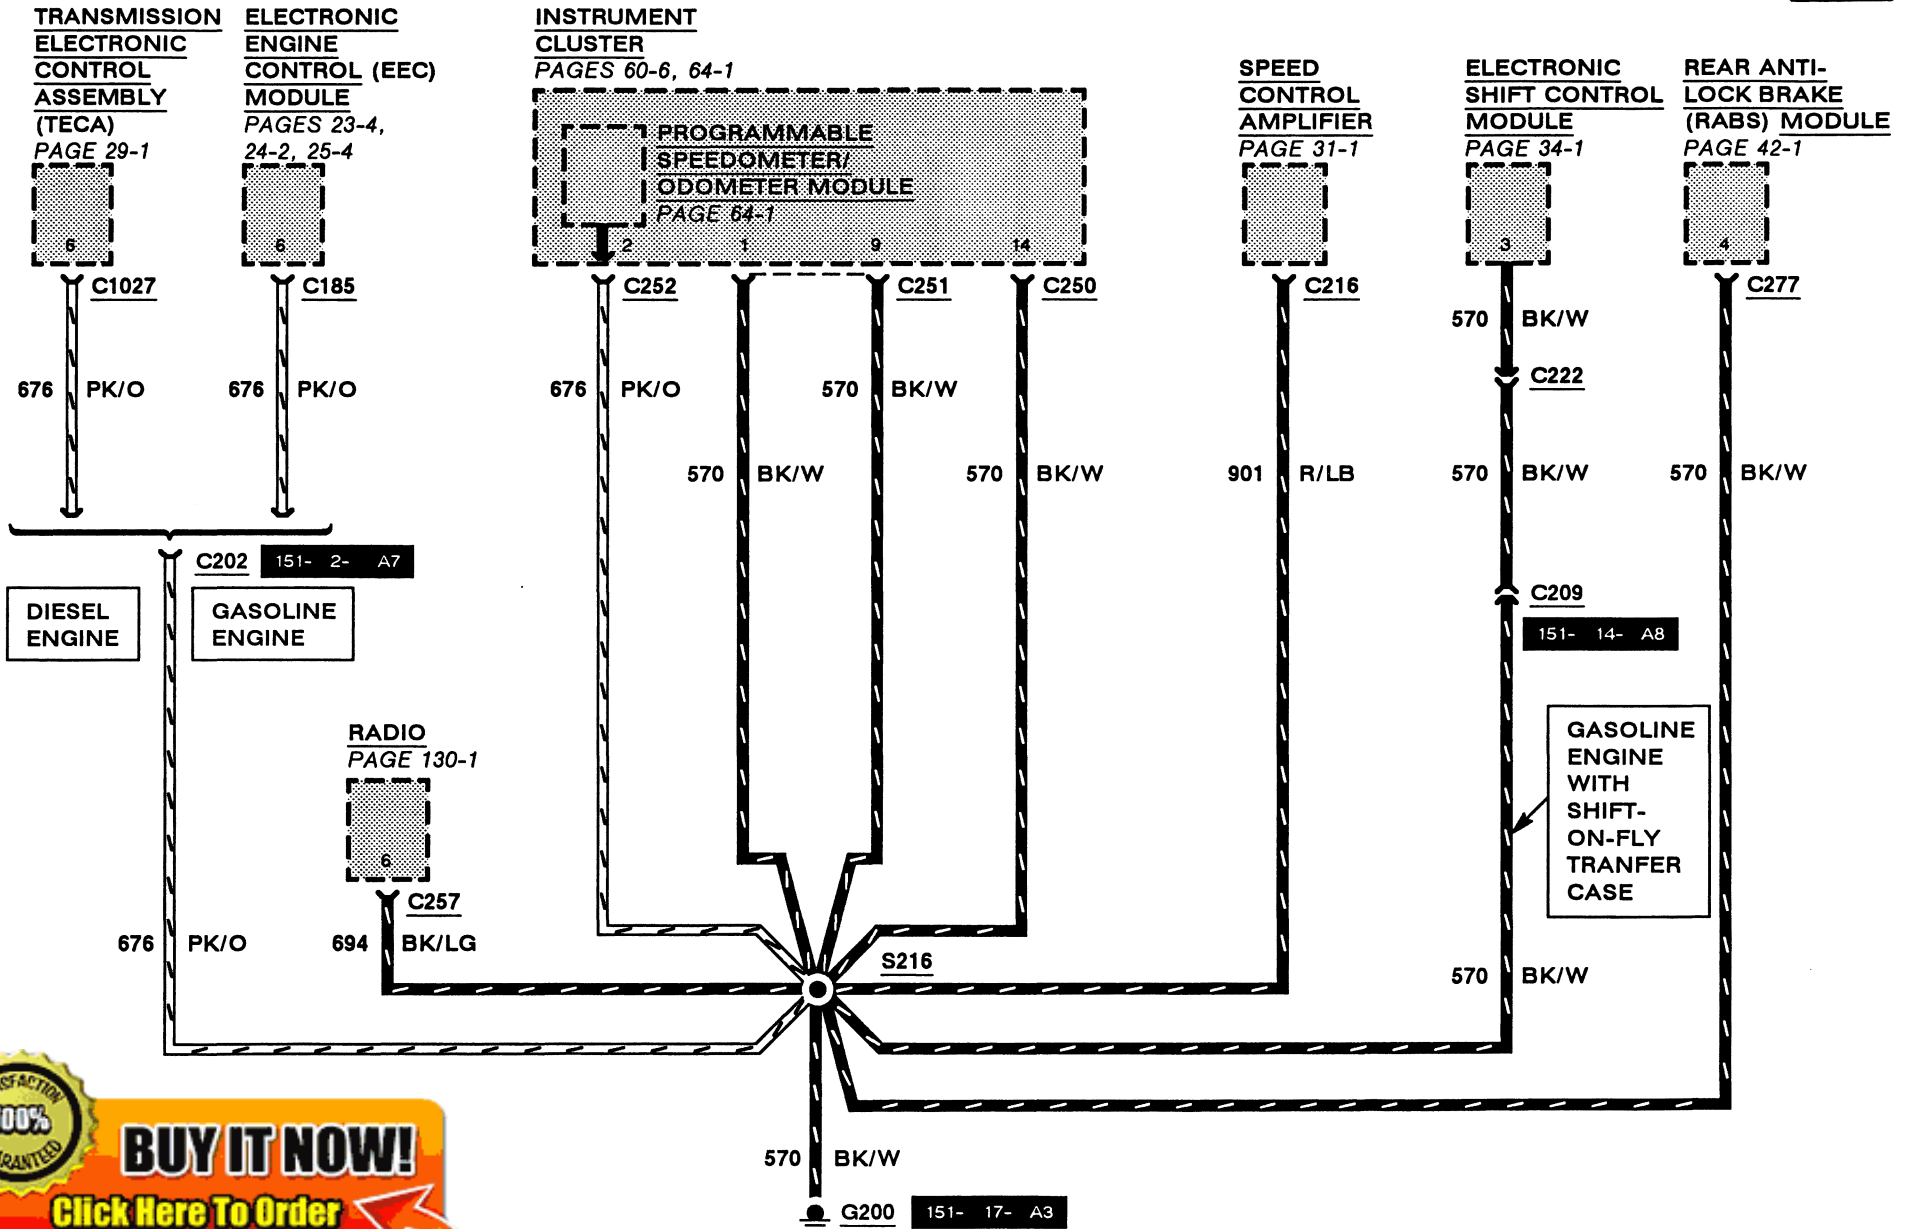 TRANSMISSION
ELECTRONIC
CONTROL
ASSEMBLY
(TECA)
PAGE 29-1
6
C1027
676 PK/O
ELECTRONIC
ENGINE
CONTROL (EEC)
MODULE
PAGES 23-4,
24-2, 25-4
6
C185
676 PK/O
INSTRUMENT
CLUSTER
PAGES 60-6, 64-1
PROGRAMMABLE
SPEEDOMETER/
ODOMETER MODULE
PAGE 64-1
2 1 9 14
C252
C251
C250
676 PK/O
570 BK/W
570 BK/W
570 BK/W
SPEED
CONTROL
AMPLIFIER
PAGE 31-1
C216
901 R/LB
ELECTRONIC
SHIFT CONTROL
MODULE
PAGE 34-1
3
570 BK/W
C222
570 BK/W
C209
151- 14- A8
GASOLINE
ENGINE
WITH
SHIFT-
ON-FLY
TRANFER
CASE
570 BK/W
REAR ANTI-
LOCK BRAKE
(RABS) MODULE
PAGE 42-1
4
C277
570 BK/W
C202 151- 2- A7
DIESEL
ENGINE
GASOLINE
ENGINE
676 PK/O
RADIO
PAGE 130-1
6
C257
694 BK/LG
S216
570 BK/W
G200 151- 17- A3
100%
BUY IT NOW!
Click Here To Order